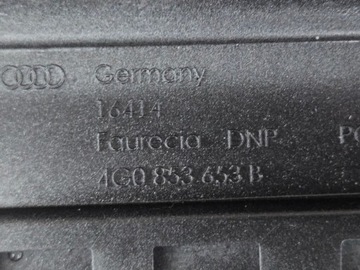 Germany
16414
Faurecia DNP
4G0 853 653 B